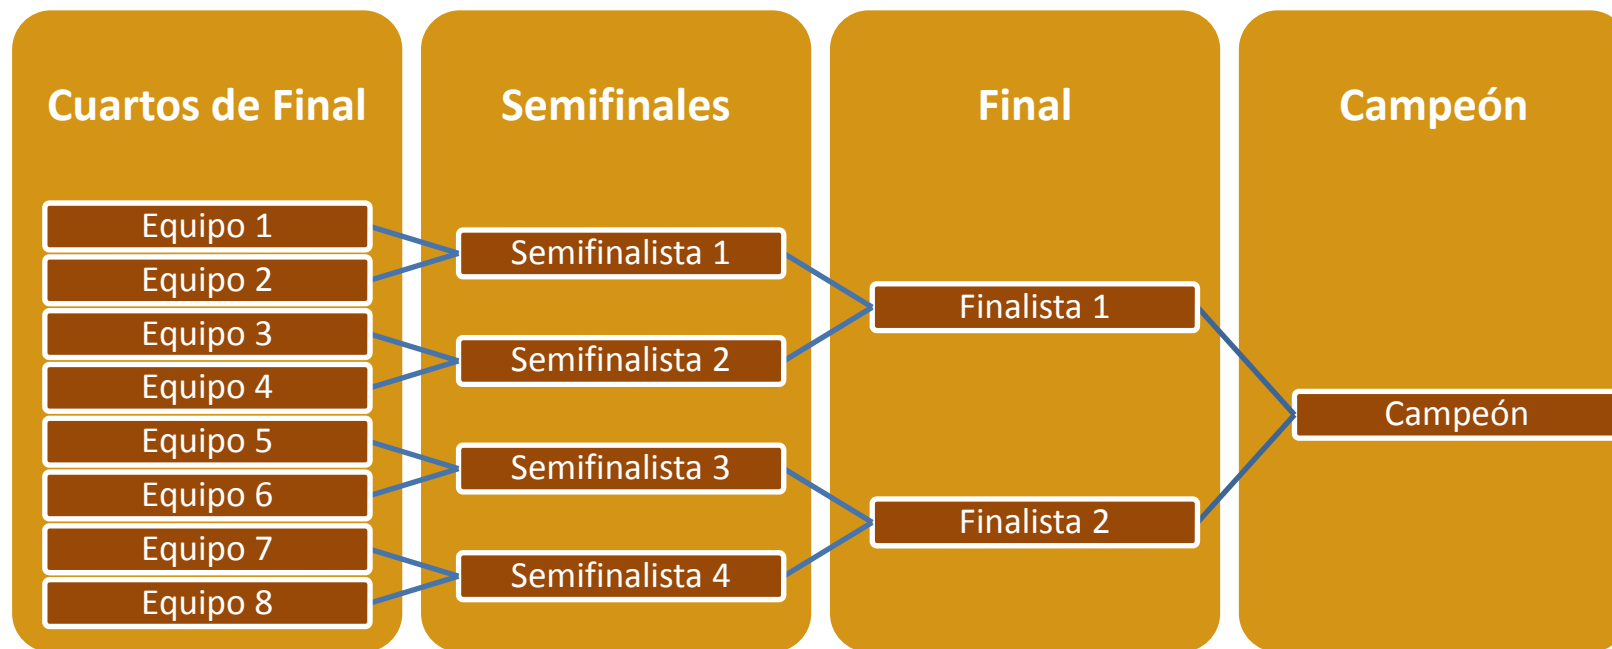 Cuartos de Final
Equipo 1
Equipo 2
Equipo 3
Equipo 4
Equipo 5
Equipo 6
Equipo 7
Equipo 8
Semifinales
Semifinalista 1
Semifinalista 2
Semifinalista 3
Semifinalista 4
Final
Finalista 1
Finalista 2
Campeón
Campeón